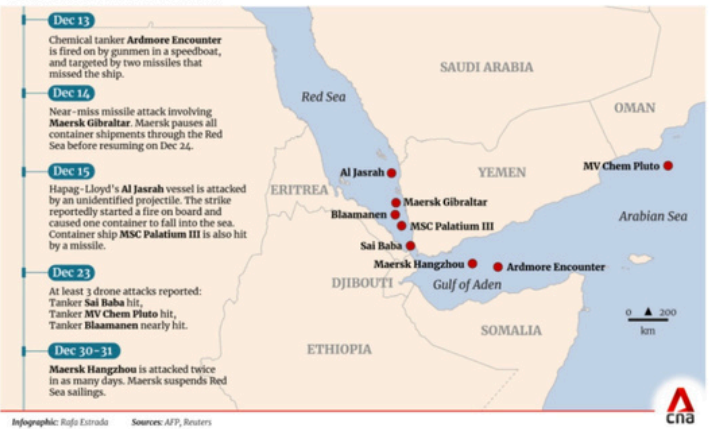 Dec 13
Chemical tanker Ardmore Encounter
is fired on by gunmen in a speedboat,
and targeted by two missiles that
missed the ship.
Dec 14
Near-miss missile attack involving
Maersk Gibraltar. Maersk pauses all
container shipments through the Red
Sea before resuming on Dec 24.
Dec 15
Hapag-Lloyd's Al Jasrah vessel is attacked
by an unidentified projectile. The strike
reportedly started a fire on board and
caused one container to fall into the sea.
Container ship MSC Palatium III is also hit
by a missile.
Dec 23
At least 3 drone attacks reported:
Tanker Sai Baba hit,
Tanker MV Chem Pluto hit,
Tanker Blaamanen nearly hit.
Dec 30-31
Maersk Hangzhou is attacked twice
in as many days. Maersk suspends Red
Sea sailings.
SAUDI ARABIA
Red Sea
OMAN
Al Jasrah
YEMEN
MV Chem Pluto
ERITREA
Maersk Gibraltar
Blaamanen
Arabian Sea
MSC Palatium III
Sai Baba
Maersk Hangzhou
Ardmore Encounter
DJIBOUTI
Gulf of Aden
0 200
km
SOMALIA
ETHIOPIA
cna
Infographic: Rafa Estrada Sources: AFP, Reuters